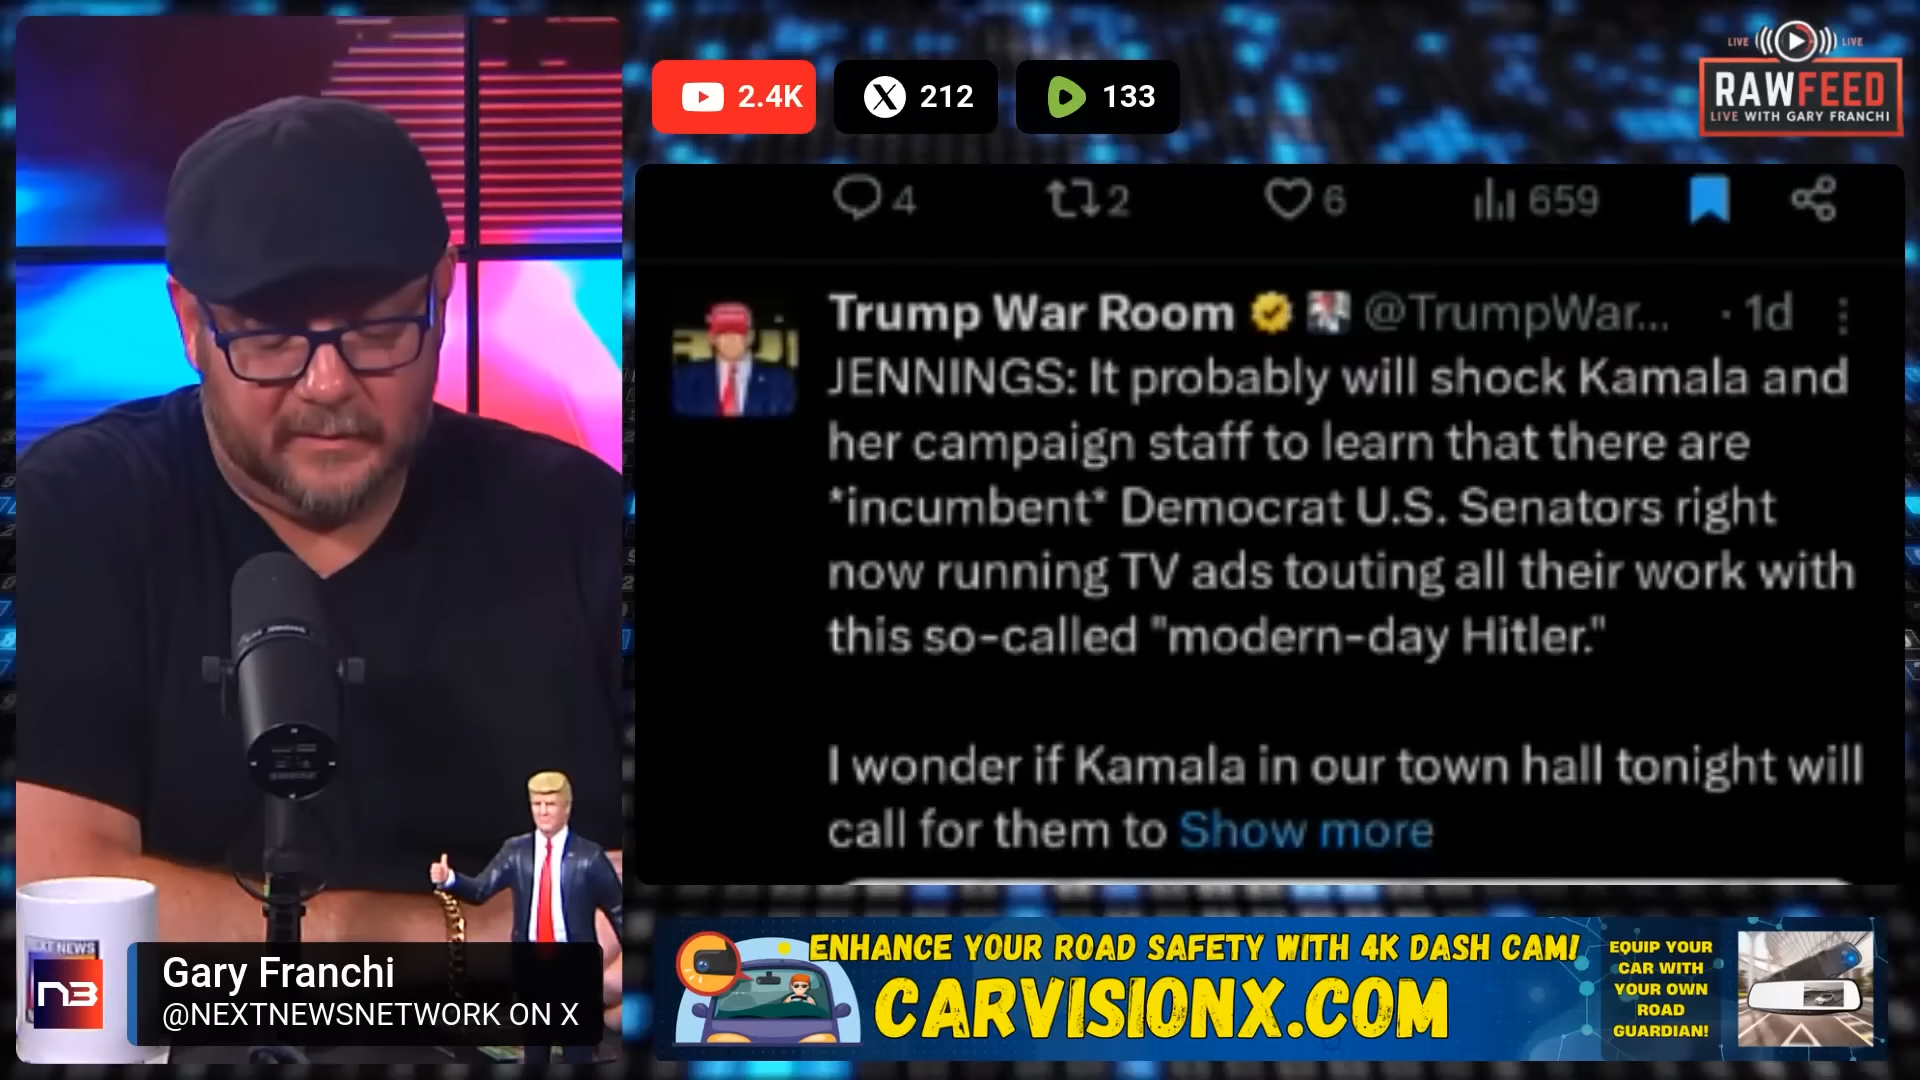 2.4K
212
133
LIVE
LIVE
RAWFEED
LIVE WITH GARY FRANCHI
4
2
6
659
Trump War Room @TrumpWar... · 1d
JENNINGS: It probably will shock Kamala and
her campaign staff to learn that there are
*incumbent* Democrat U.S. Senators right
now running TV ads touting all their work with
this so-called "modern-day Hitler."
I wonder if Kamala in our town hall tonight will
call for them to Show more
NEXT NEWS
n3
Gary Franchi
@NEXTNEWSNETWORK ON X
ENHANCE YOUR ROAD SAFETY WITH 4K DASH CAM!
CARVISIONX.COM
EQUIP YOUR
CAR WITH
YOUR OWN
ROAD
GUARDIAN!